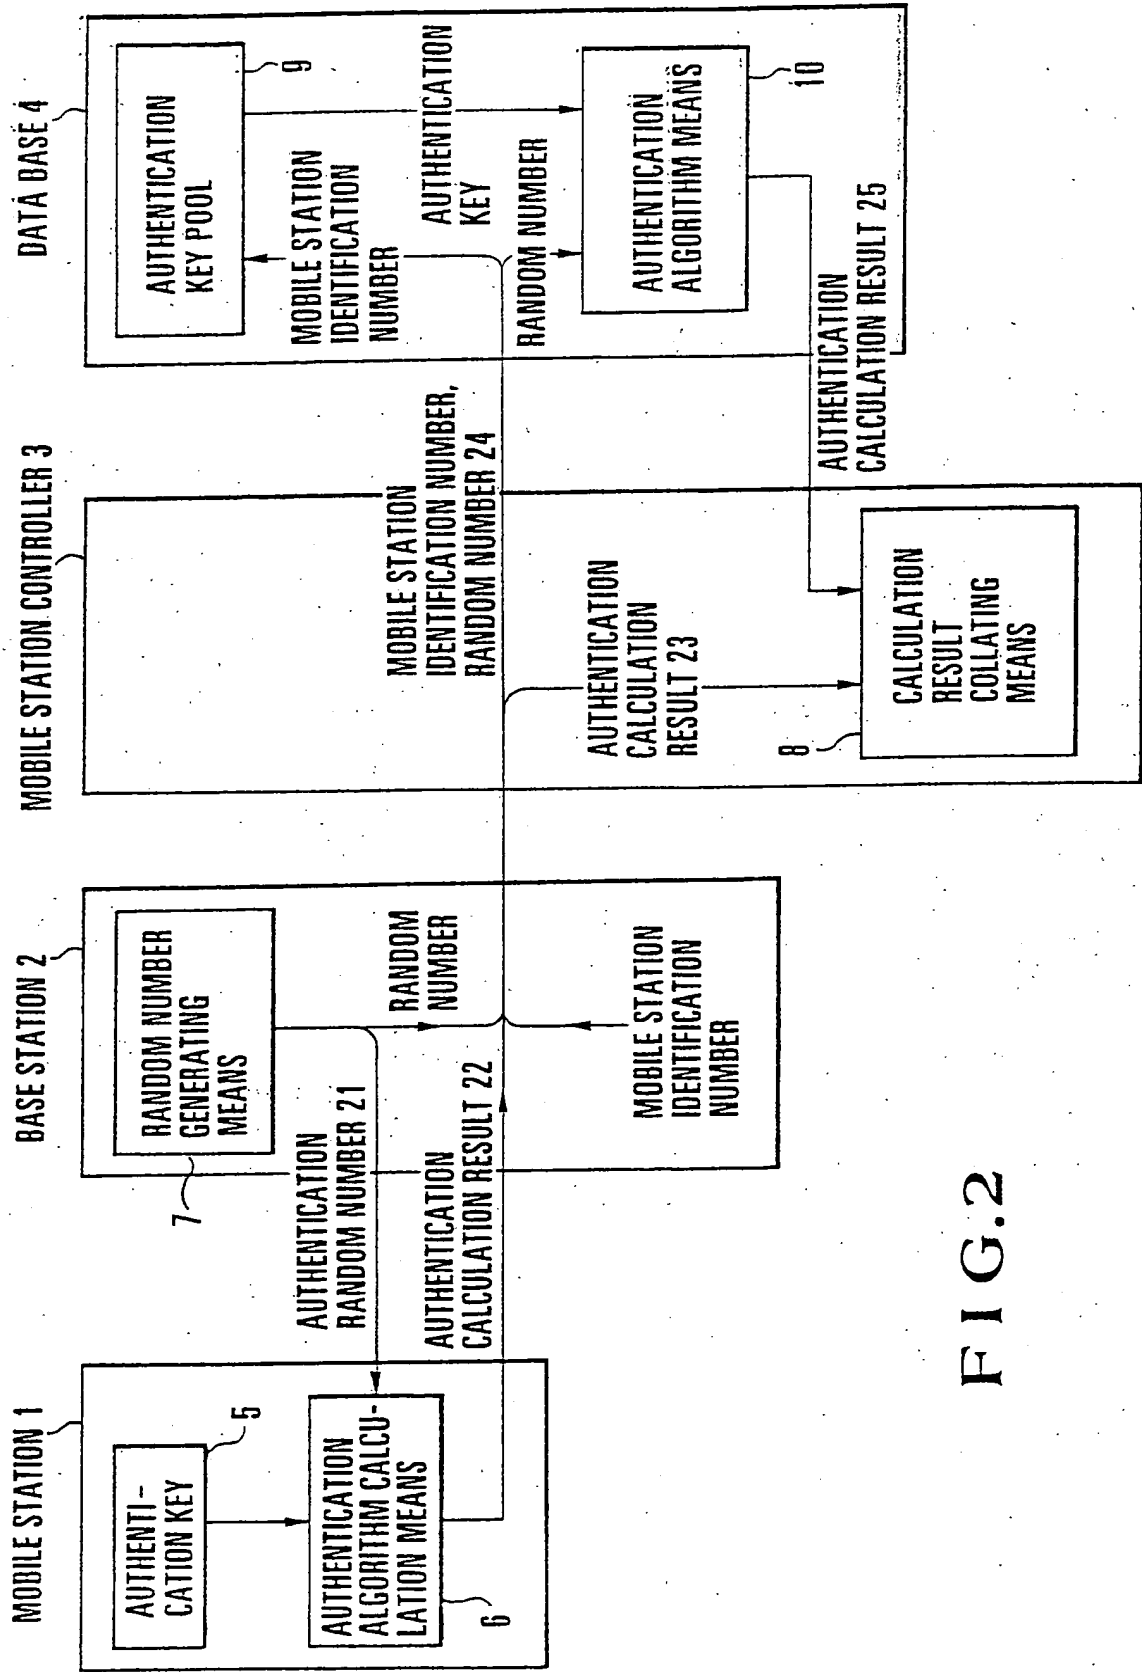 MOBILE STATION 1
AUTHENTI-
CATION KEY
5
AUTHENTICATION
ALGORITHM CALCU-
LATION MEANS
6
AUTHENTICATION
RANDOM NUMBER 21
AUTHENTICATION
CALCULATION RESULT 22
BASE STATION 2
RANDOM NUMBER
GENERATING
MEANS
7
RANDOM
NUMBER
MOBILE STATION
IDENTIFICATION
NUMBER
MOBILE STATION CONTROLLER 3
MOBILE STATION
IDENTIFICATION NUMBER,
RANDOM NUMBER 24
AUTHENTICATION
CALCULATION
RESULT 23
8
CALCULATION
RESULT
COLLATING
MEANS
DATA BASE 4
AUTHENTICATION
KEY POOL
9
MOBILE STATION
IDENTIFICATION
NUMBER
AUTHENTICATION
KEY
RANDOM NUMBER
AUTHENTICATION
ALGORITHM MEANS
10
AUTHENTICATION
CALCULATION RESULT 25
FIG.2